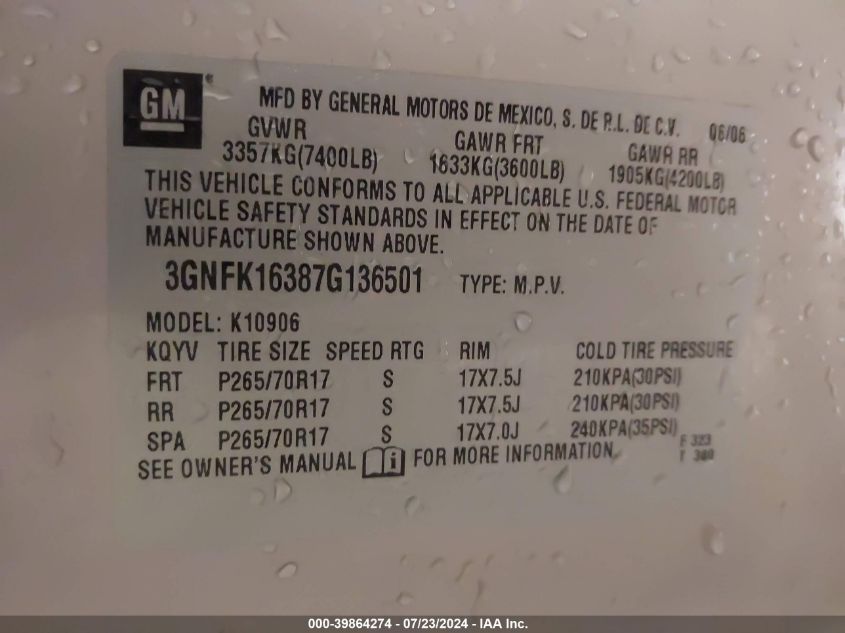 GM®
MFD BY GENERAL MOTORS DE MEXICO, S. DE R.L. DE C.V. 06/06
GVWR GAWR FRT GAWR RR
3357KG(7400LB) 1633KG(3600LB) 1905KG(4200LB)
THIS VEHICLE CONFORMS TO ALL APPLICABLE U.S. FEDERAL MOTOR
VEHICLE SAFETY STANDARDS IN EFFECT ON THE DATE OF
MANUFACTURE SHOWN ABOVE.
3GNFK16387G136501 TYPE: M.P.V.
MODEL: K10906
KQYV TIRE SIZE SPEED RTG RIM COLD TIRE PRESSURE
FRT P265/70R17 S 17X7.5J 210KPA(30PSI)
RR P265/70R17 S 17X7.5J 210KPA(30PSI)
SPA P265/70R17 S 17X7.0J 240KPA(35PSI)
F 323
SEE OWNER'S MANUAL i FOR MORE INFORMATION.
000-39864274 - 07/23/2024 - IAA Inc.